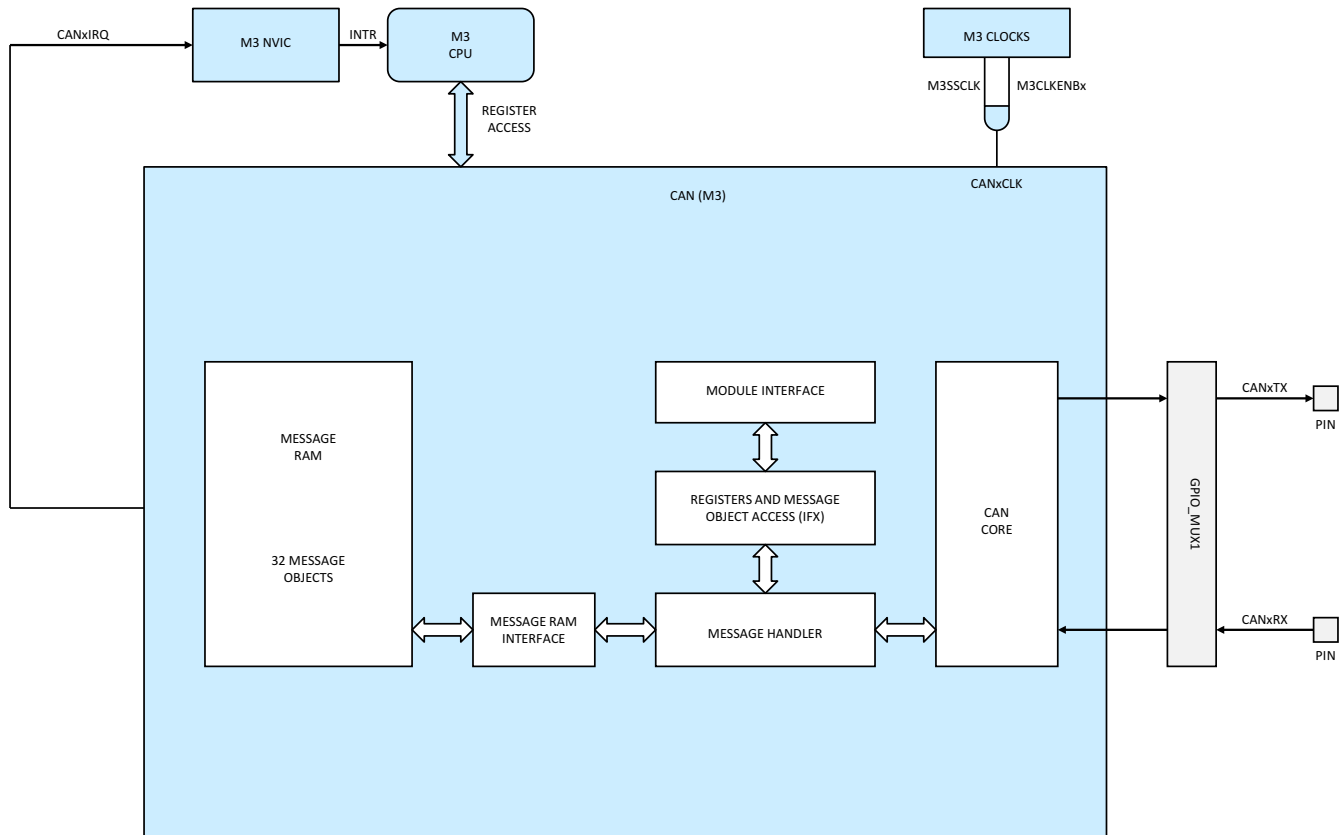 CANxIRQ
M3 NVIC
INTR
M3
CPU
M3 CLOCKS
M3SSCLK
M3CLKENBx
REGISTER
ACCESS
CAN (M3)
CANxCLK
MESSAGE
RAM
32 MESSAGE
OBJECTS
MODULE INTERFACE
REGISTERS AND MESSAGE
OBJECT ACCESS (IFX)
MESSAGE RAM
INTERFACE
MESSAGE HANDLER
CAN
CORE
GPIO_MUX1
CANxTX
PIN
CANxRX
PIN